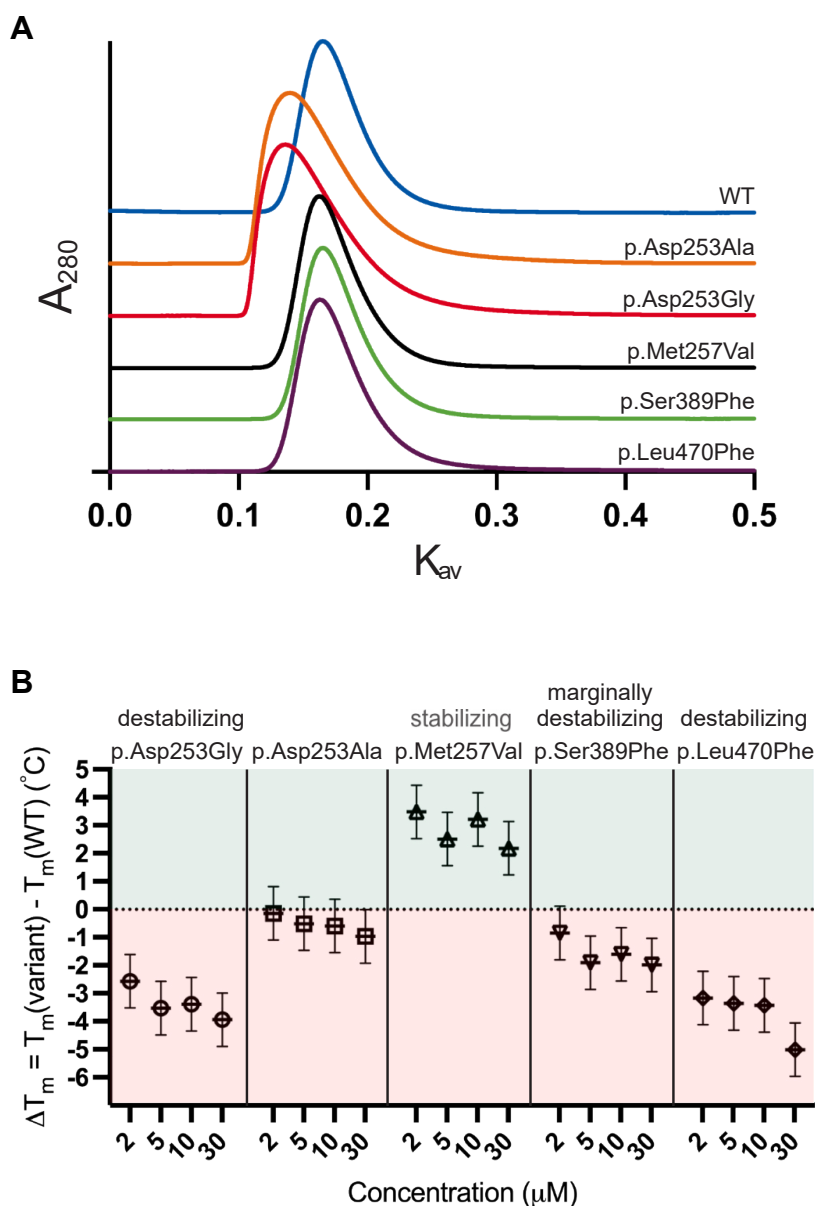 A
A280
WT
p.Asp253Ala
p.Asp253Gly
p.Met257Val
p.Ser389Phe
p.Leu470Phe
0.0 0.1 0.2 0.3 0.4 0.5
Kav
B
destabilizing stabilizing marginally destabilizing destabilizing
p.Asp253Gly p.Asp253Ala p.Met257Val p.Ser389Phe p.Leu470Phe
ΔTm = Tm(variant) - Tm(WT) (˚C)
5
4
3
2
1
0
-1
-2
-3
-4
-5
-6
2 5 10 30 2 5 10 30 2 5 10 30 2 5 10 30 2 5 10 30
Concentration (μM)